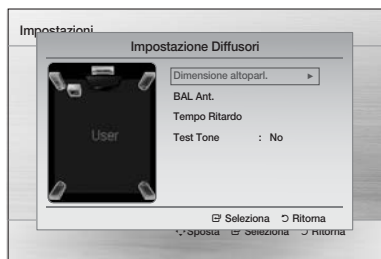 Impostazioni
Impostazione Diffusori
Dimensione altoparl. ►
BAL Ant.
Tempo Ritardo
Test Tone : No
User
Seleziona Ritorna
Sposta Seleziona Ritorna